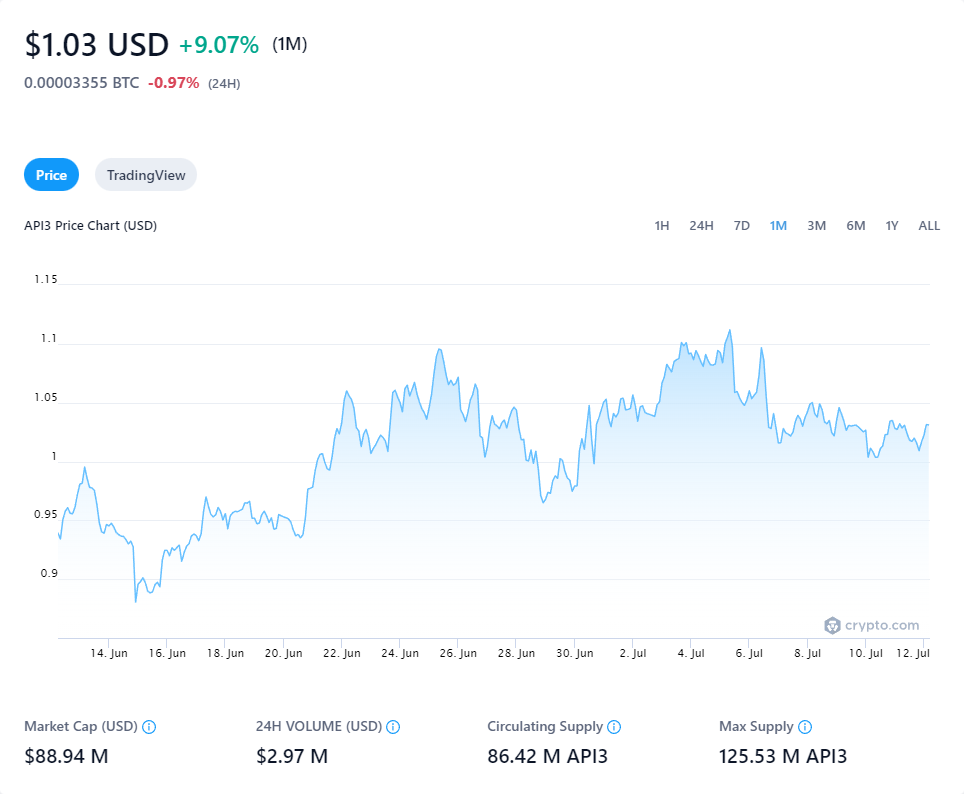 $1.03 USD +9.07% (1M)
0.00003355 BTC -0.97% (24H)
Price TradingView
API3 Price Chart (USD) 1H 24H 7D 1M 3M 6M 1Y ALL
1.15
1.1
1.05
1
0.95
0.9
crypto.com
14. Jun 16. Jun 18. Jun 20. Jun 22. Jun 24. Jun 26. Jun 28. Jun 30. Jun 2. Jul 4. Jul 6. Jul 8. Jul 10. Jul 12. Jul
Market Cap (USD) 24H VOLUME (USD) Circulating Supply Max Supply
$88.94 M $2.97 M 86.42 M API3 125.53 M API3